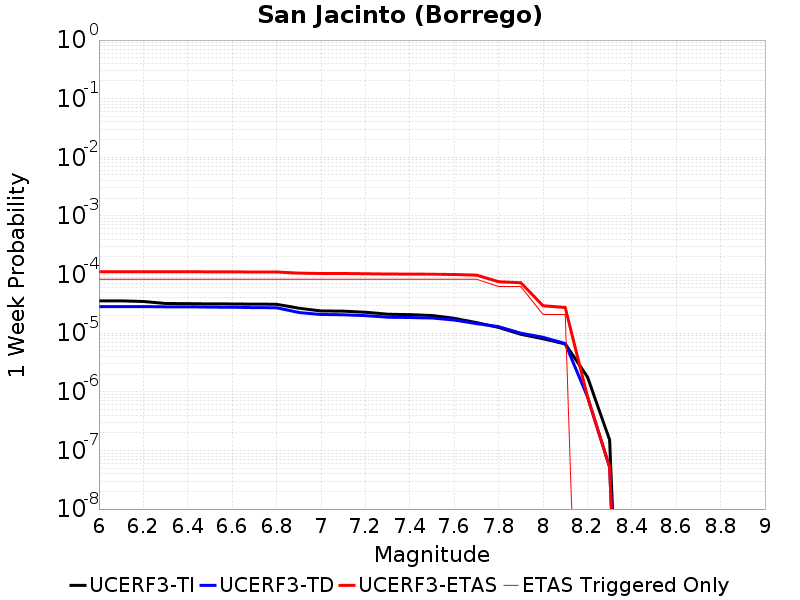 San Jacinto (Borrego)
10^0
10^-1
10^-2
10^-3
10^-4
10^-5
10^-6
10^-7
10^-8
1 Week Probability
6 6.2 6.4 6.6 6.8 7 7.2 7.4 7.6 7.8 8 8.2 8.4 8.6 8.8 9
Magnitude
UCERF3-TI UCERF3-TD UCERF3-ETAS ETAS Triggered Only